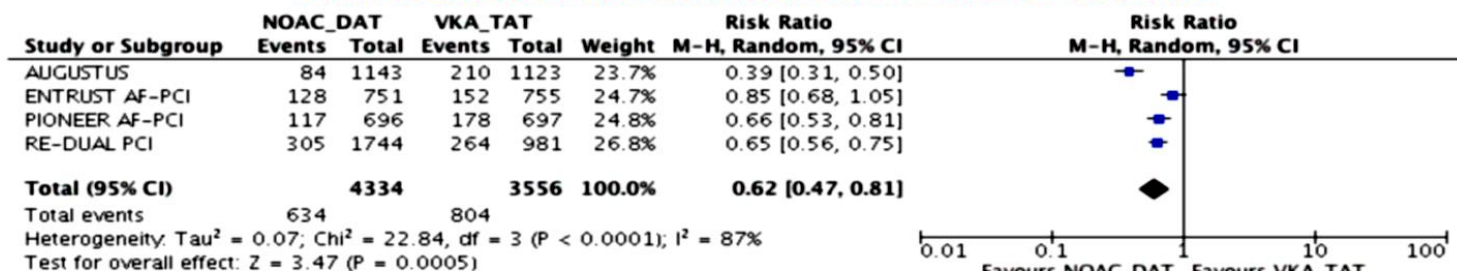 NOAC_DAT VKA_TAT Risk Ratio Risk Ratio
Study or Subgroup Events Total Events Total Weight M-H, Random, 95% CI M-H, Random, 95% CI
AUGUSTUS 84 1143 210 1123 23.7% 0.39 [0.31, 0.50]
ENTRUST AF-PCI 128 751 152 755 24.7% 0.85 [0.68, 1.05]
PIONEER AF-PCI 117 696 178 697 24.8% 0.66 [0.53, 0.81]
RE-DUAL PCI 305 1744 264 981 26.8% 0.65 [0.56, 0.75]
Total (95% CI) 4334 3556 100.0% 0.62 [0.47, 0.81]
Total events 634 804
Heterogeneity: Tau² = 0.07; Chi² = 22.84, df = 3 (P < 0.0001); I² = 87%
Test for overall effect: Z = 3.47 (P = 0.0005)
0.01 0.1 1 10 100
Favours NOAC_DAT Favours VKA_TAT